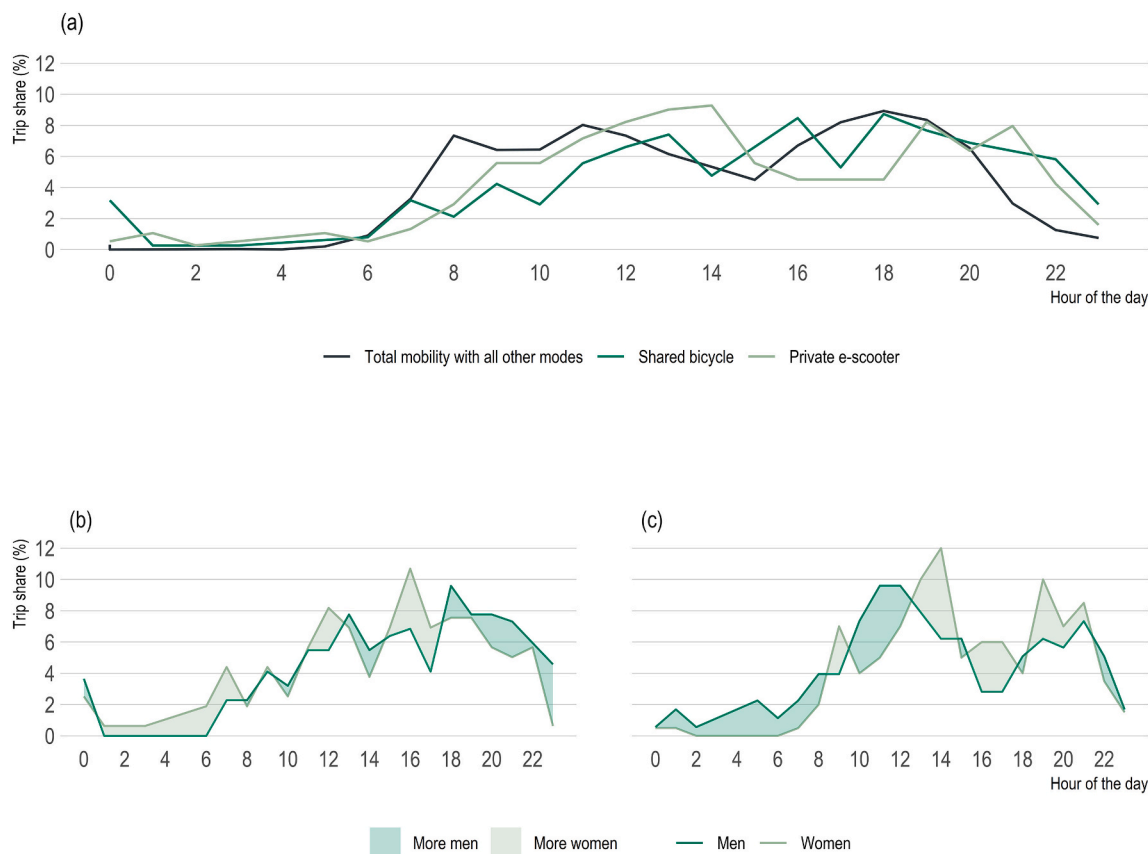 (a)
Trip share (%)
12
10
8
6
4
2
0
0 2 4 6 8 10 12 14 16 18 20 22
Hour of the day
Total mobility with all other modes Shared bicycle Private e-scooter
(b)
Trip share (%)
12
10
8
6
4
2
0
0 2 4 6 8 10 12 14 16 18 20 22
(c)
0 2 4 6 8 10 12 14 16 18 20 22
Hour of the day
More men More women Men Women